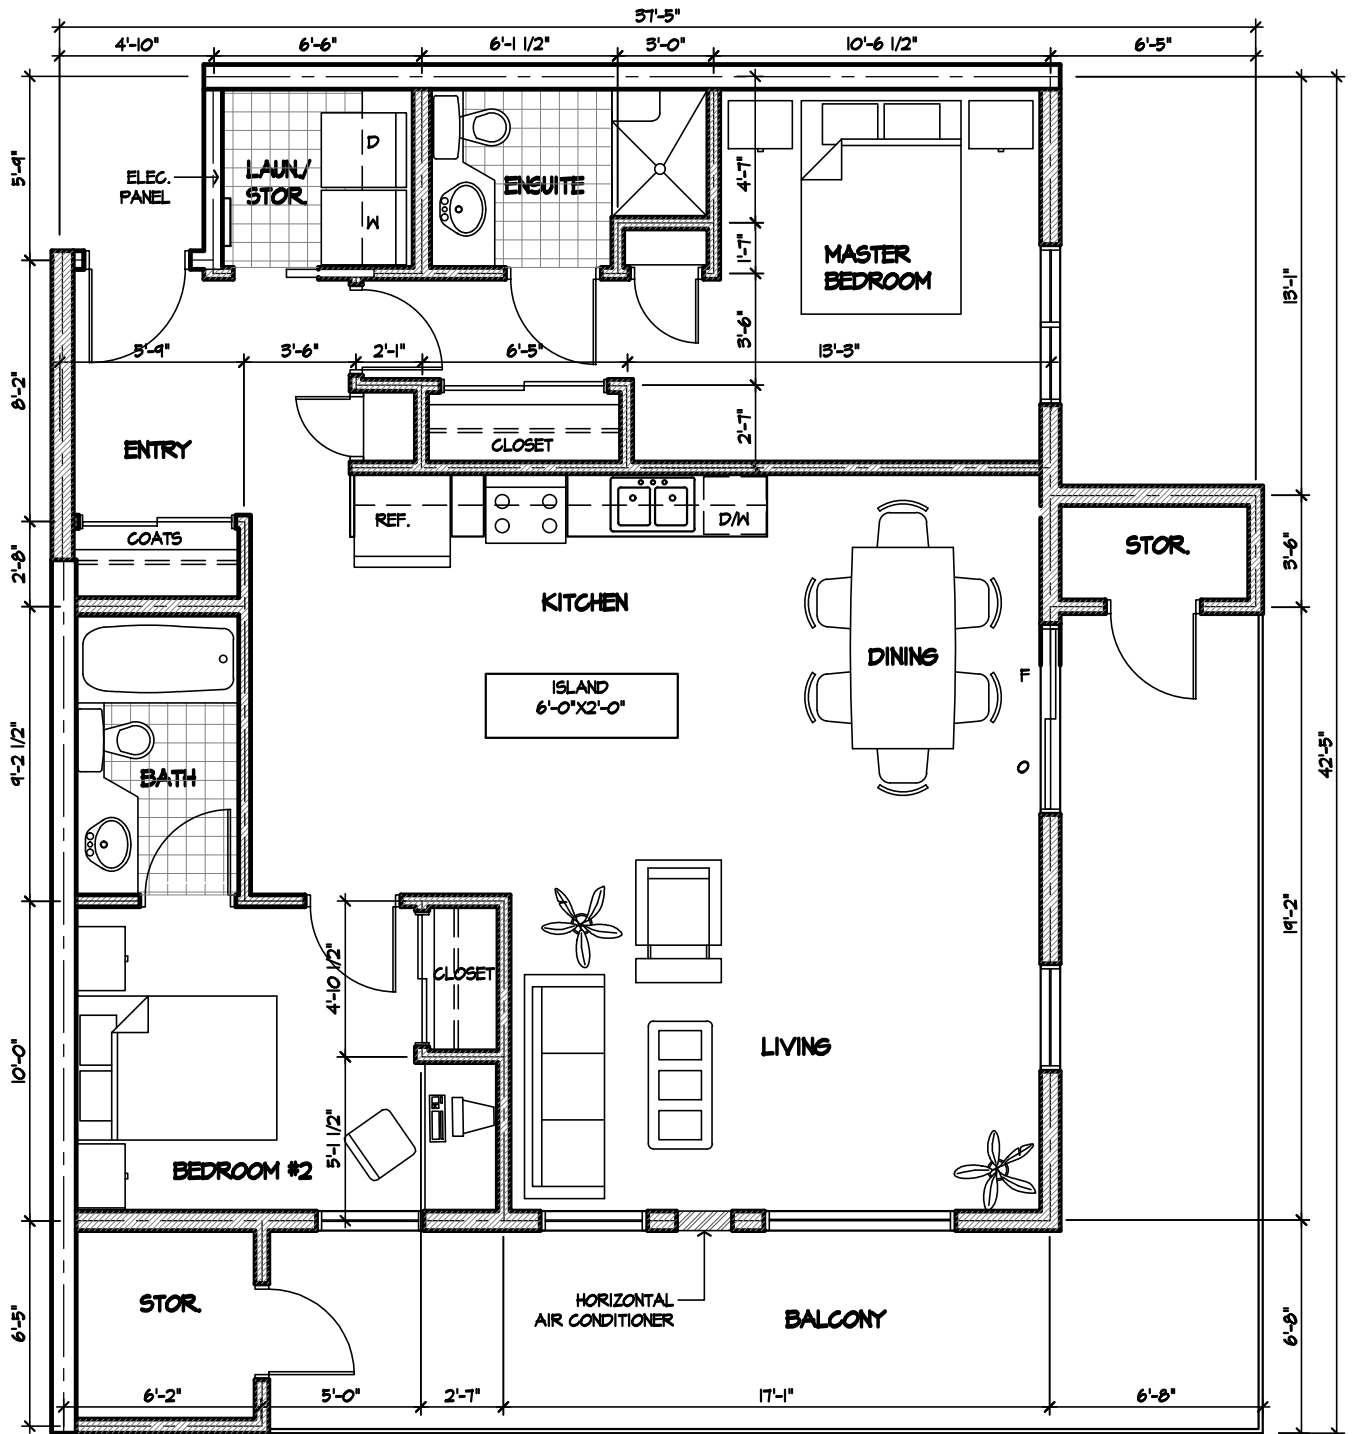 37'-5"
4'-10"
6'-6"
6'-1 1/2"
3'-0"
10'-6 1/2"
6'-5"
5'-9"
ELEC.
PANEL
LAUN./
STOR.
D
W
ENSUITE
4'-7"
1'-7"
MASTER
BEDROOM
13'-1"
3'-6"
5'-9"
3'-6"
2'-1"
6'-5"
13'-3"
8'-2"
2'-7"
ENTRY
CLOSET
REF.
D/W
COATS
STOR.
2'-8"
3'-6"
KITCHEN
DINING
F
ISLAND
6'-0"X2'-0"
9'-2 1/2"
42'-5"
BATH
O
19'-2"
4'-10 1/2"
CLOSET
LIVING
10'-0"
5'-1 1/2"
BEDROOM #2
STOR.
HORIZONTAL
AIR CONDITIONER
BALCONY
6'-5"
6'-8"
6'-2"
5'-0"
2'-7"
17'-1"
6'-8"